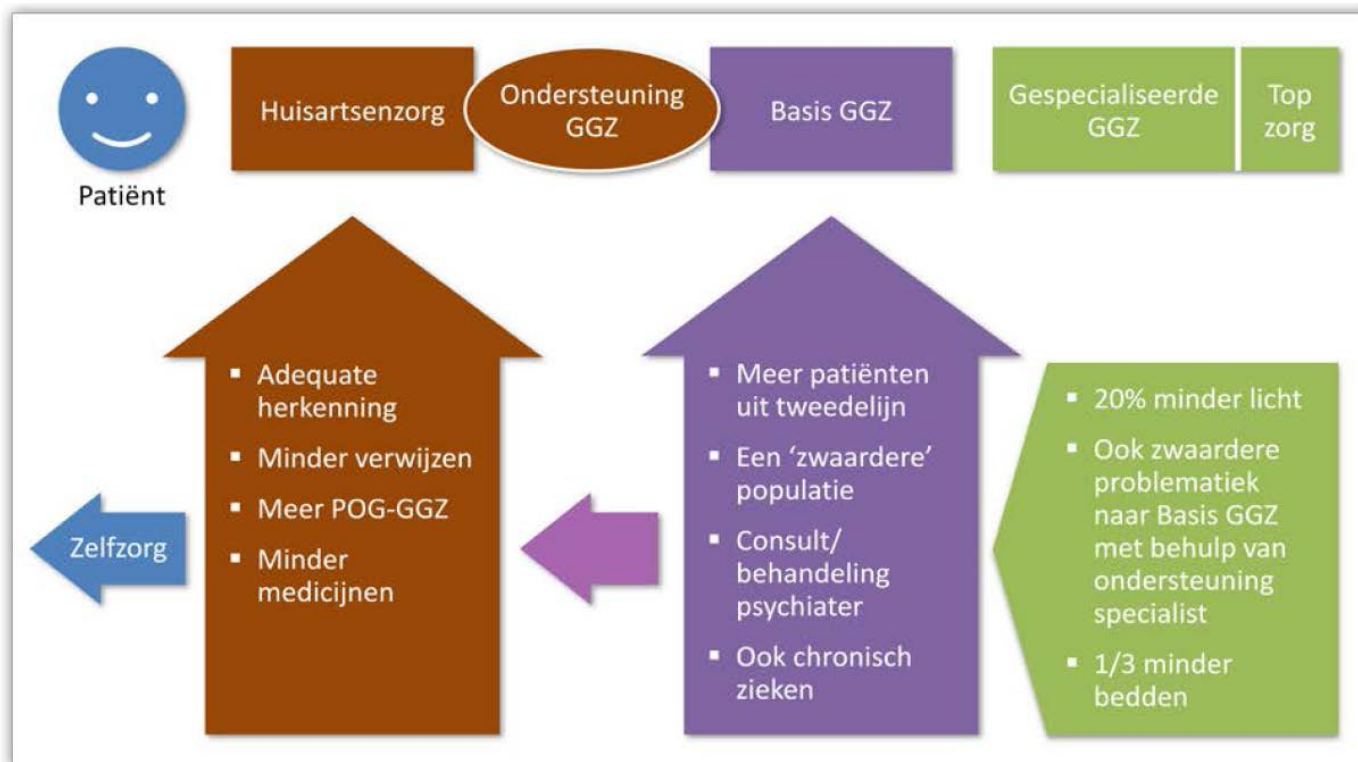 Patiënt
Huisartsenzorg
Ondersteuning
GGZ
Basis GGZ
Gespecialiseerde
GGZ
Top
zorg
Zelfzorg
▪ Adequate
herkenning
▪ Minder verwijzen
▪ Meer POG-GGZ
▪ Minder
medicijnen
▪ Meer patiënten
uit tweedelijn
▪ Een ‘zwaardere’
populatie
▪ Consult/
behandeling
psychiater
▪ Ook chronisch
zieken
▪ 20% minder licht
▪ Ook zwaardere
problematiek
naar Basis GGZ
met behulp van
ondersteuning
specialist
▪ 1/3 minder
bedden